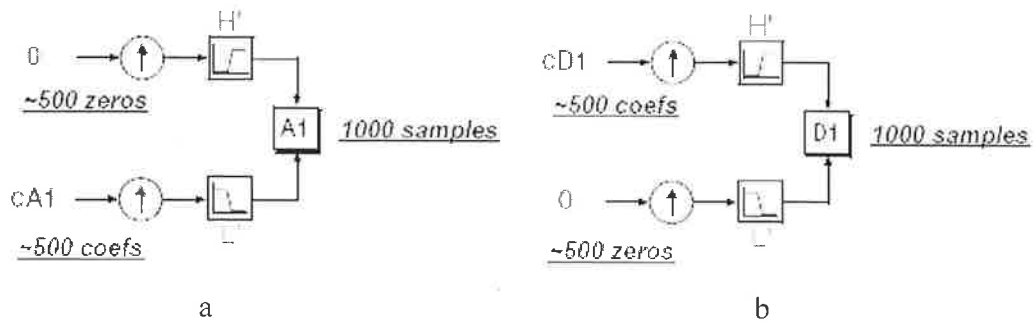 H'
0
~500 zeros
A1
1000 samples
cA1
L'
~500 coefs
a
H'
cD1
~500 coefs
D1
1000 samples
0
L'
~500 zeros
b